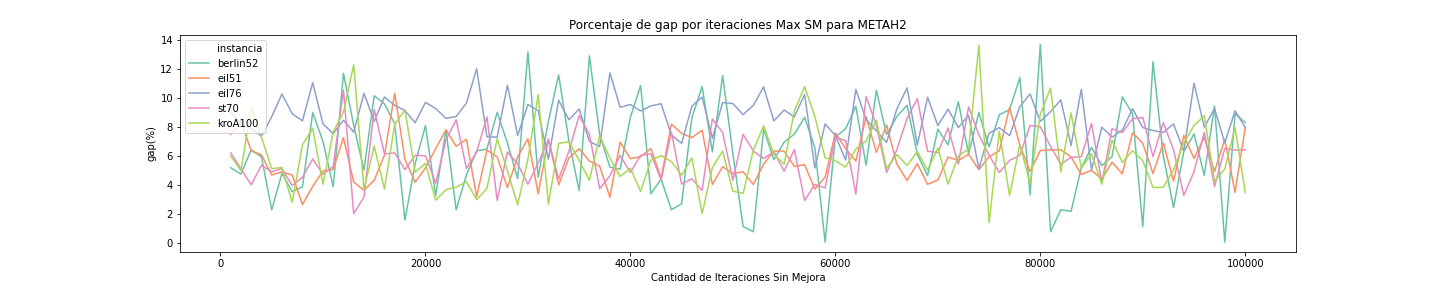 Porcentaje de gap por iteraciones Max SM para METAH2
instancia
berlin52
eil51
eil76
st70
kroA100
gap(%)
14
12
10
8
6
4
2
0
0 20000 40000 60000 80000 100000
Cantidad de Iteraciones Sin Mejora